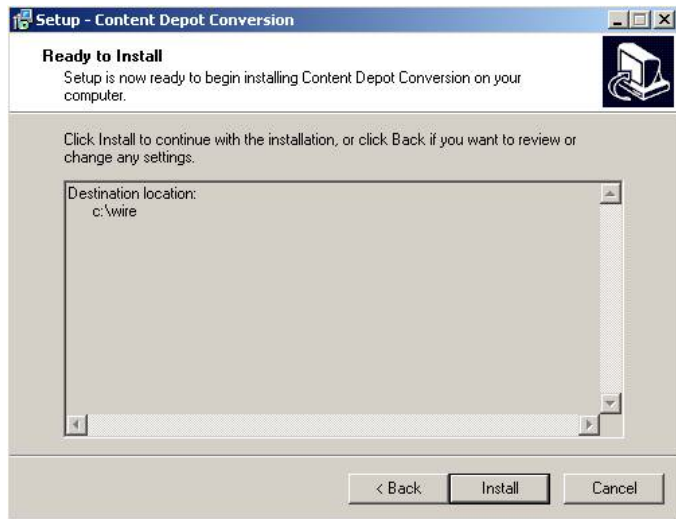 Setup - Content Depot Conversion
Ready to Install
Setup is now ready to begin installing Content Depot Conversion on your
computer.
Click Install to continue with the installation, or click Back if you want to review or
change any settings.
Destination location:
c:\wire
< Back Install Cancel